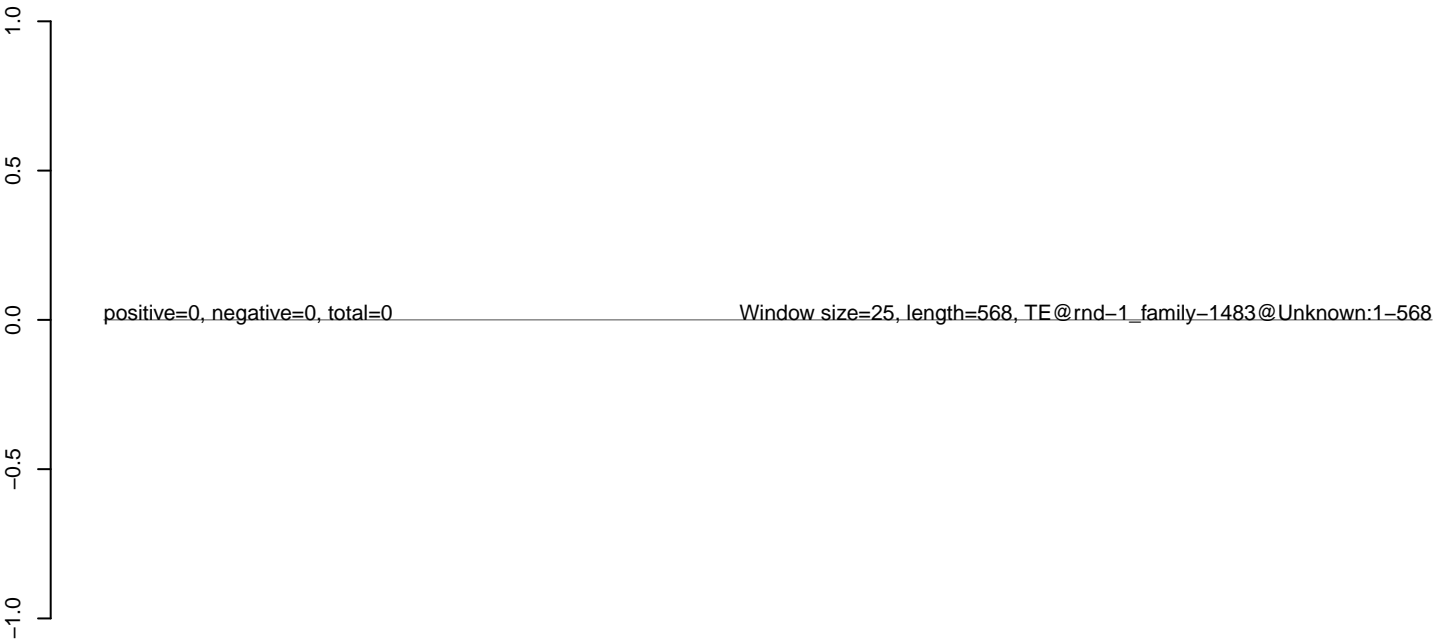 1.0
0.5
0.0
−0.5
−1.0
positive=0, negative=0, total=0
Window size=25, length=568, TE@rnd−1_family−1483@Unknown:1−568